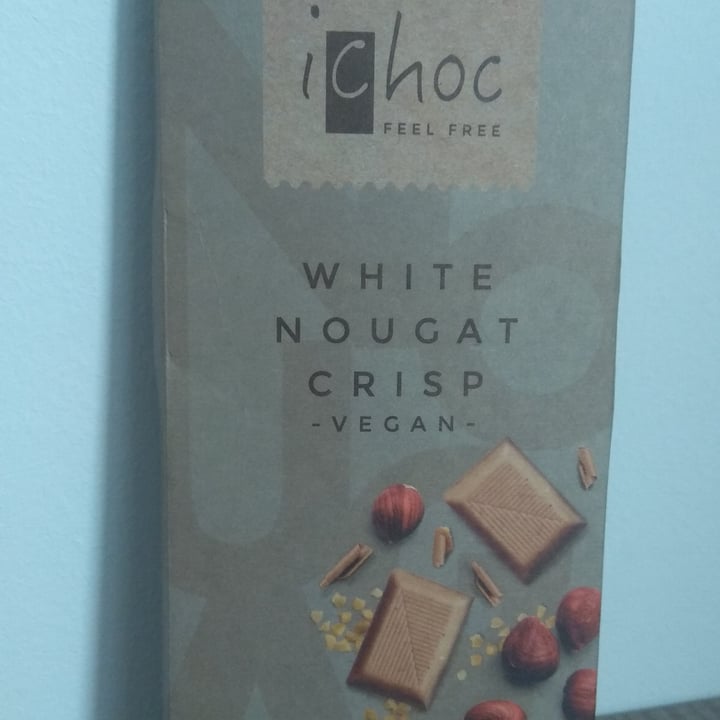 ichoc
FEEL FREE
WHITE
NOUGAT
CRISP
-VEGAN-